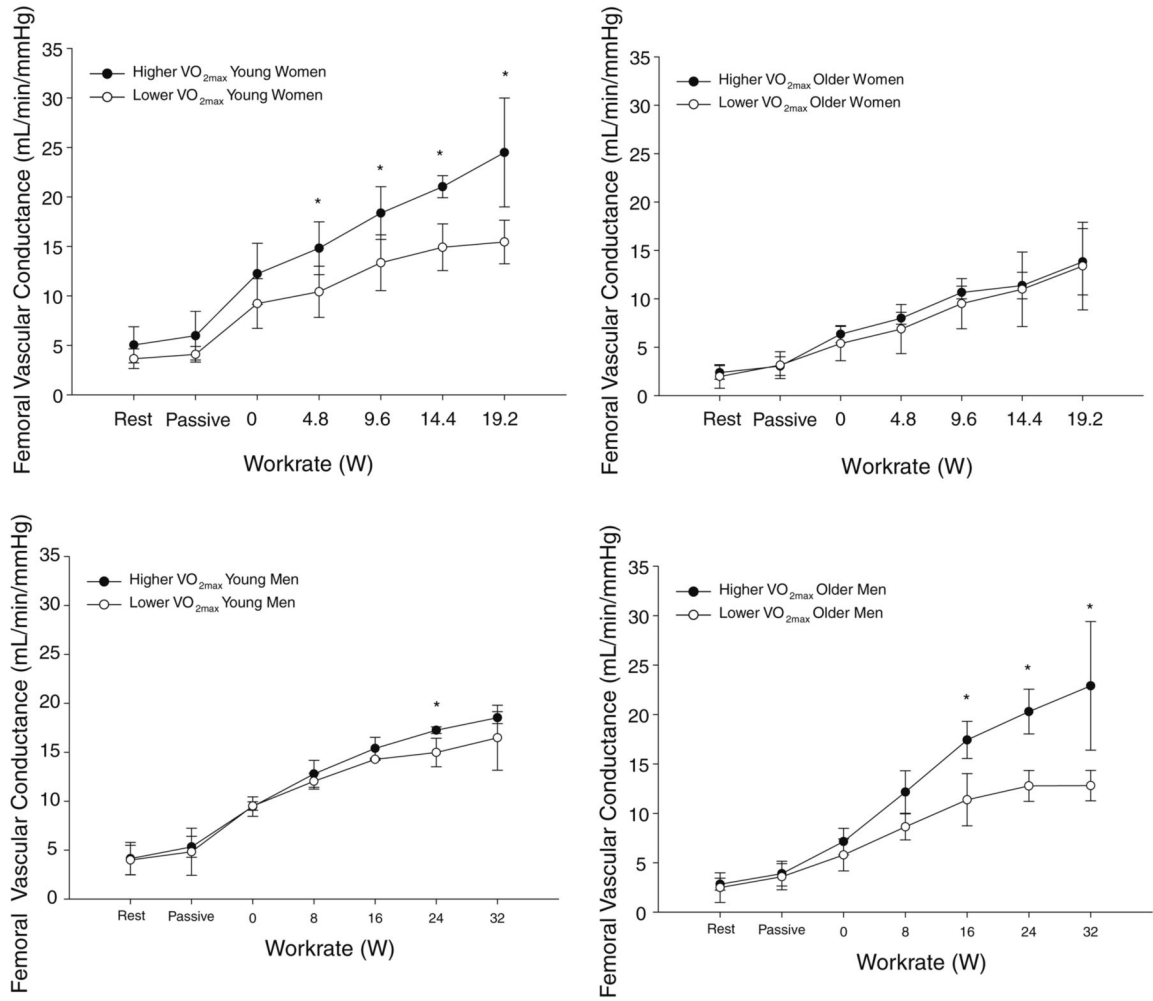 Femoral Vascular Conductance (mL/min/mmHg)
35
30
25
20
15
10
5
0
Higher VO2max Young Women
Lower VO2max Young Women
*
*
*
*
Rest Passive 0 4.8 9.6 14.4 19.2
Workrate (W)
Femoral Vascular Conductance (mL/min/mmHg)
35
30
25
20
15
10
5
0
Higher VO2max Older Women
Lower VO2max Older Women
Rest Passive 0 4.8 9.6 14.4 19.2
Workrate (W)
Femoral Vascular Conductance (mL/min/mmHg)
35
30
25
20
15
10
5
0
Higher VO2max Young Men
Lower VO2max Young Men
*
Rest Passive 0 8 16 24 32
Workrate (W)
Femoral Vascular Conductance (mL/min/mmHg)
35
30
25
20
15
10
5
0
Higher VO2max Older Men
Lower VO2max Older Men
*
*
*
Rest Passive 0 8 16 24 32
Workrate (W)